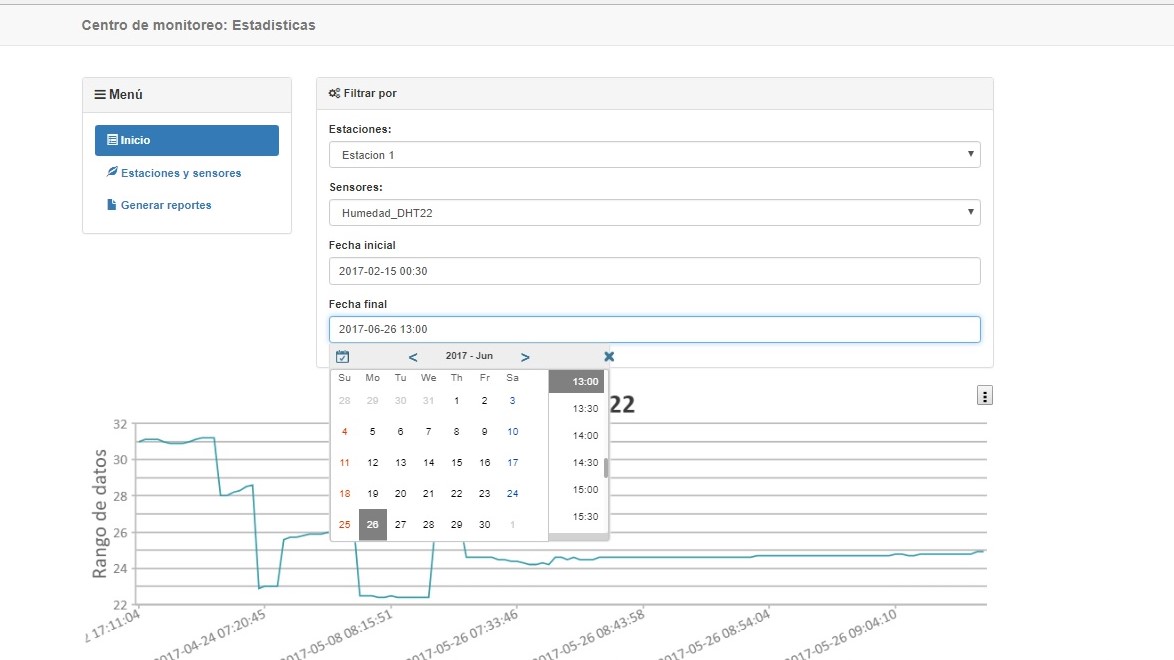 Centro de monitoreo: Estadísticas
Menú
Inicio
Estaciones y sensores
Generar reportes
Filtrar por
Estaciones:
Estacion 1
Sensores:
Humedad_DHT22
Fecha inicial
2017-02-15 00:30
Fecha final
2017-06-26 13:00
2017 - Jun
Su Mo Tu We Th Fr Sa
28 29 30 31 1 2 3
4 5 6 7 8 9 10
11 12 13 14 15 16 17
18 19 20 21 22 23 24
25 26 27 28 29 30 1
13:00
13:30
14:00
14:30
15:00
15:30
22
Rango de datos
32
30
28
26
24
22
17:11:04
2017-04-24 07:20:45
2017-05-08 08:15:51
2017-05-26 07:33:46
2017-05-26 08:43:58
2017-05-26 08:54:04
2017-05-26 09:04:10